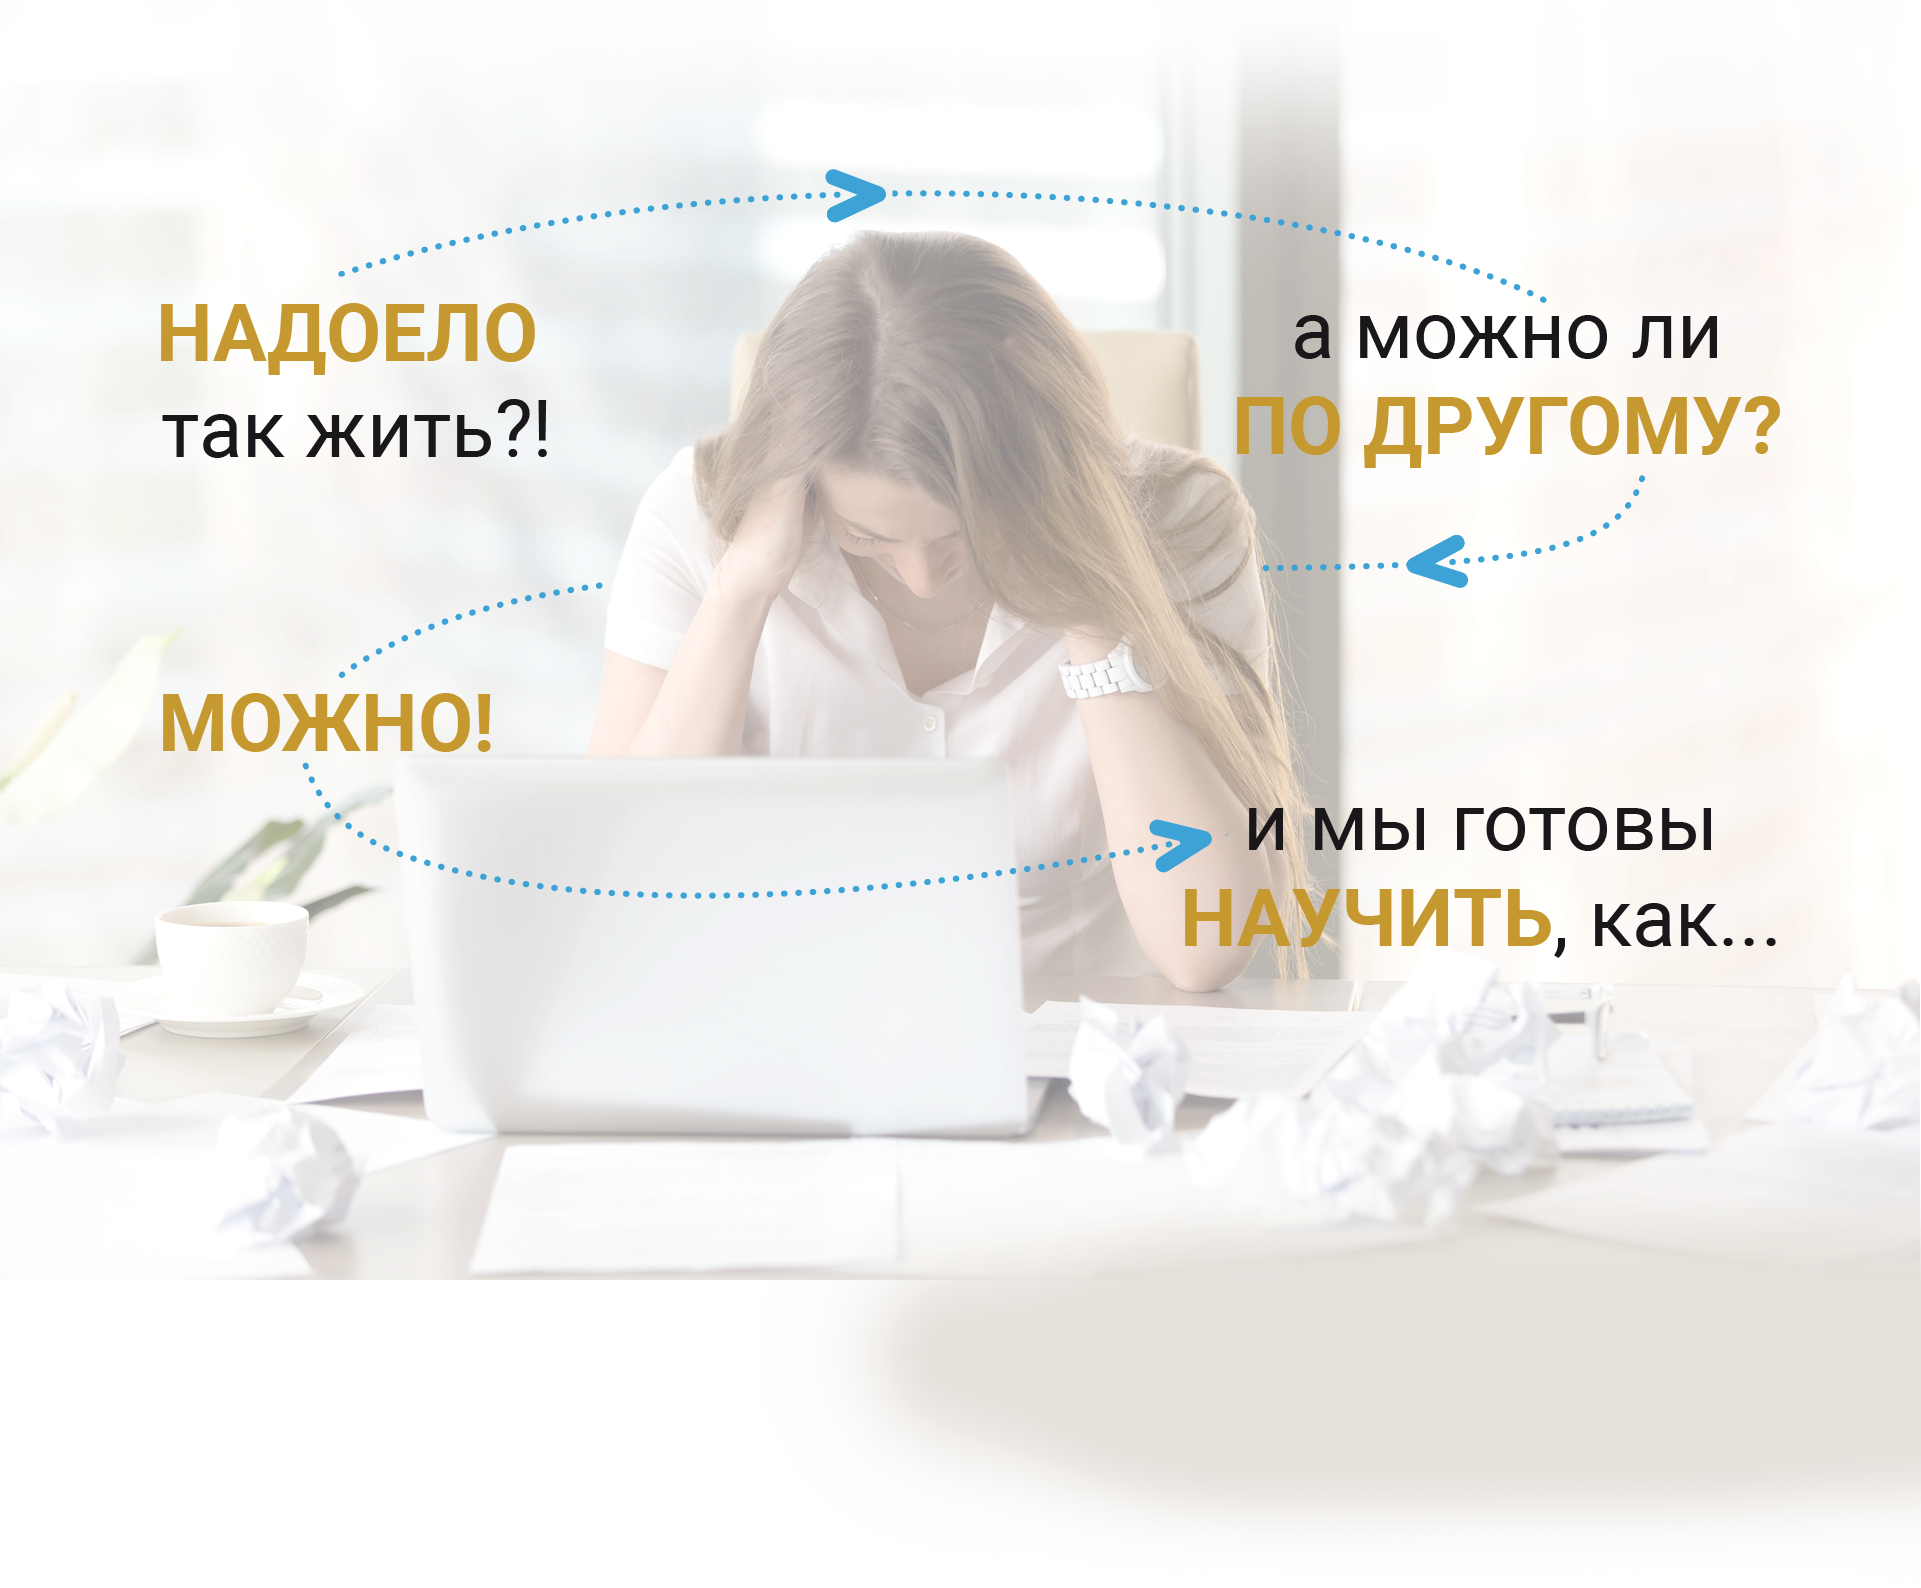 НАДОЕЛО
так жить?!
а можно ли
ПО ДРУГОМУ?
МОЖНО!
и мы готовы
НАУЧИТЬ, как...